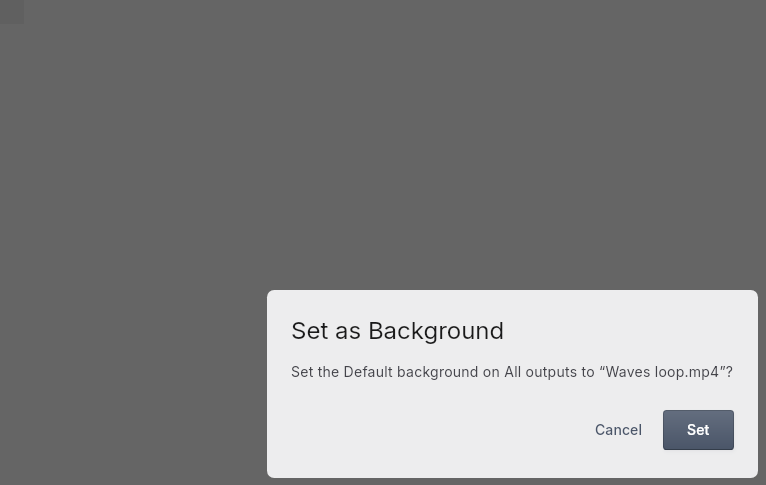 Set as Background
Set the Default background on All outputs to “Waves loop.mp4”?
Cancel
Set